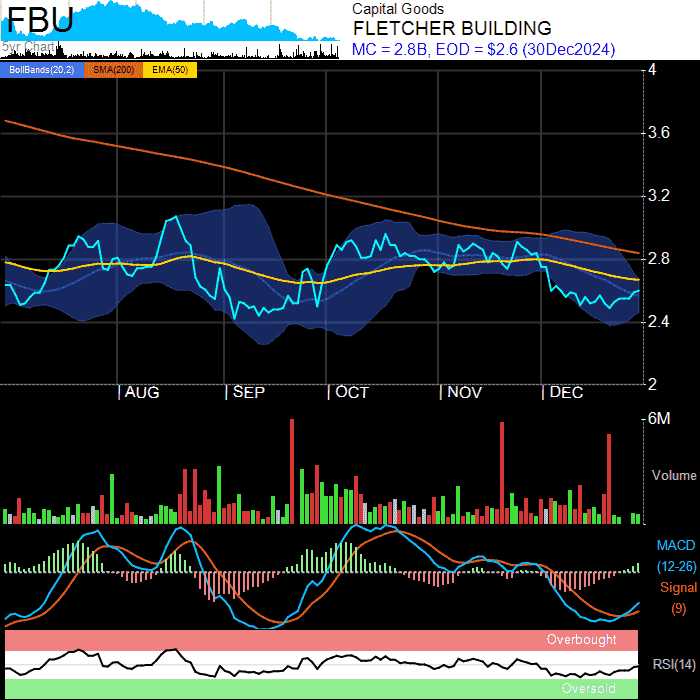 FBU
5yr Chart
Capital Goods
FLETCHER BUILDING
MC = 2.8B, EOD = $2.6 (30Dec2024)
BollBands(20,2) SMA(200) EMA(50)
4
3.6
3.2
2.8
2.4
2
AUG SEP OCT NOV DEC
6M
Volume
MACD
(12-26)
Signal
(9)
Overbought
RSI(14)
Oversold